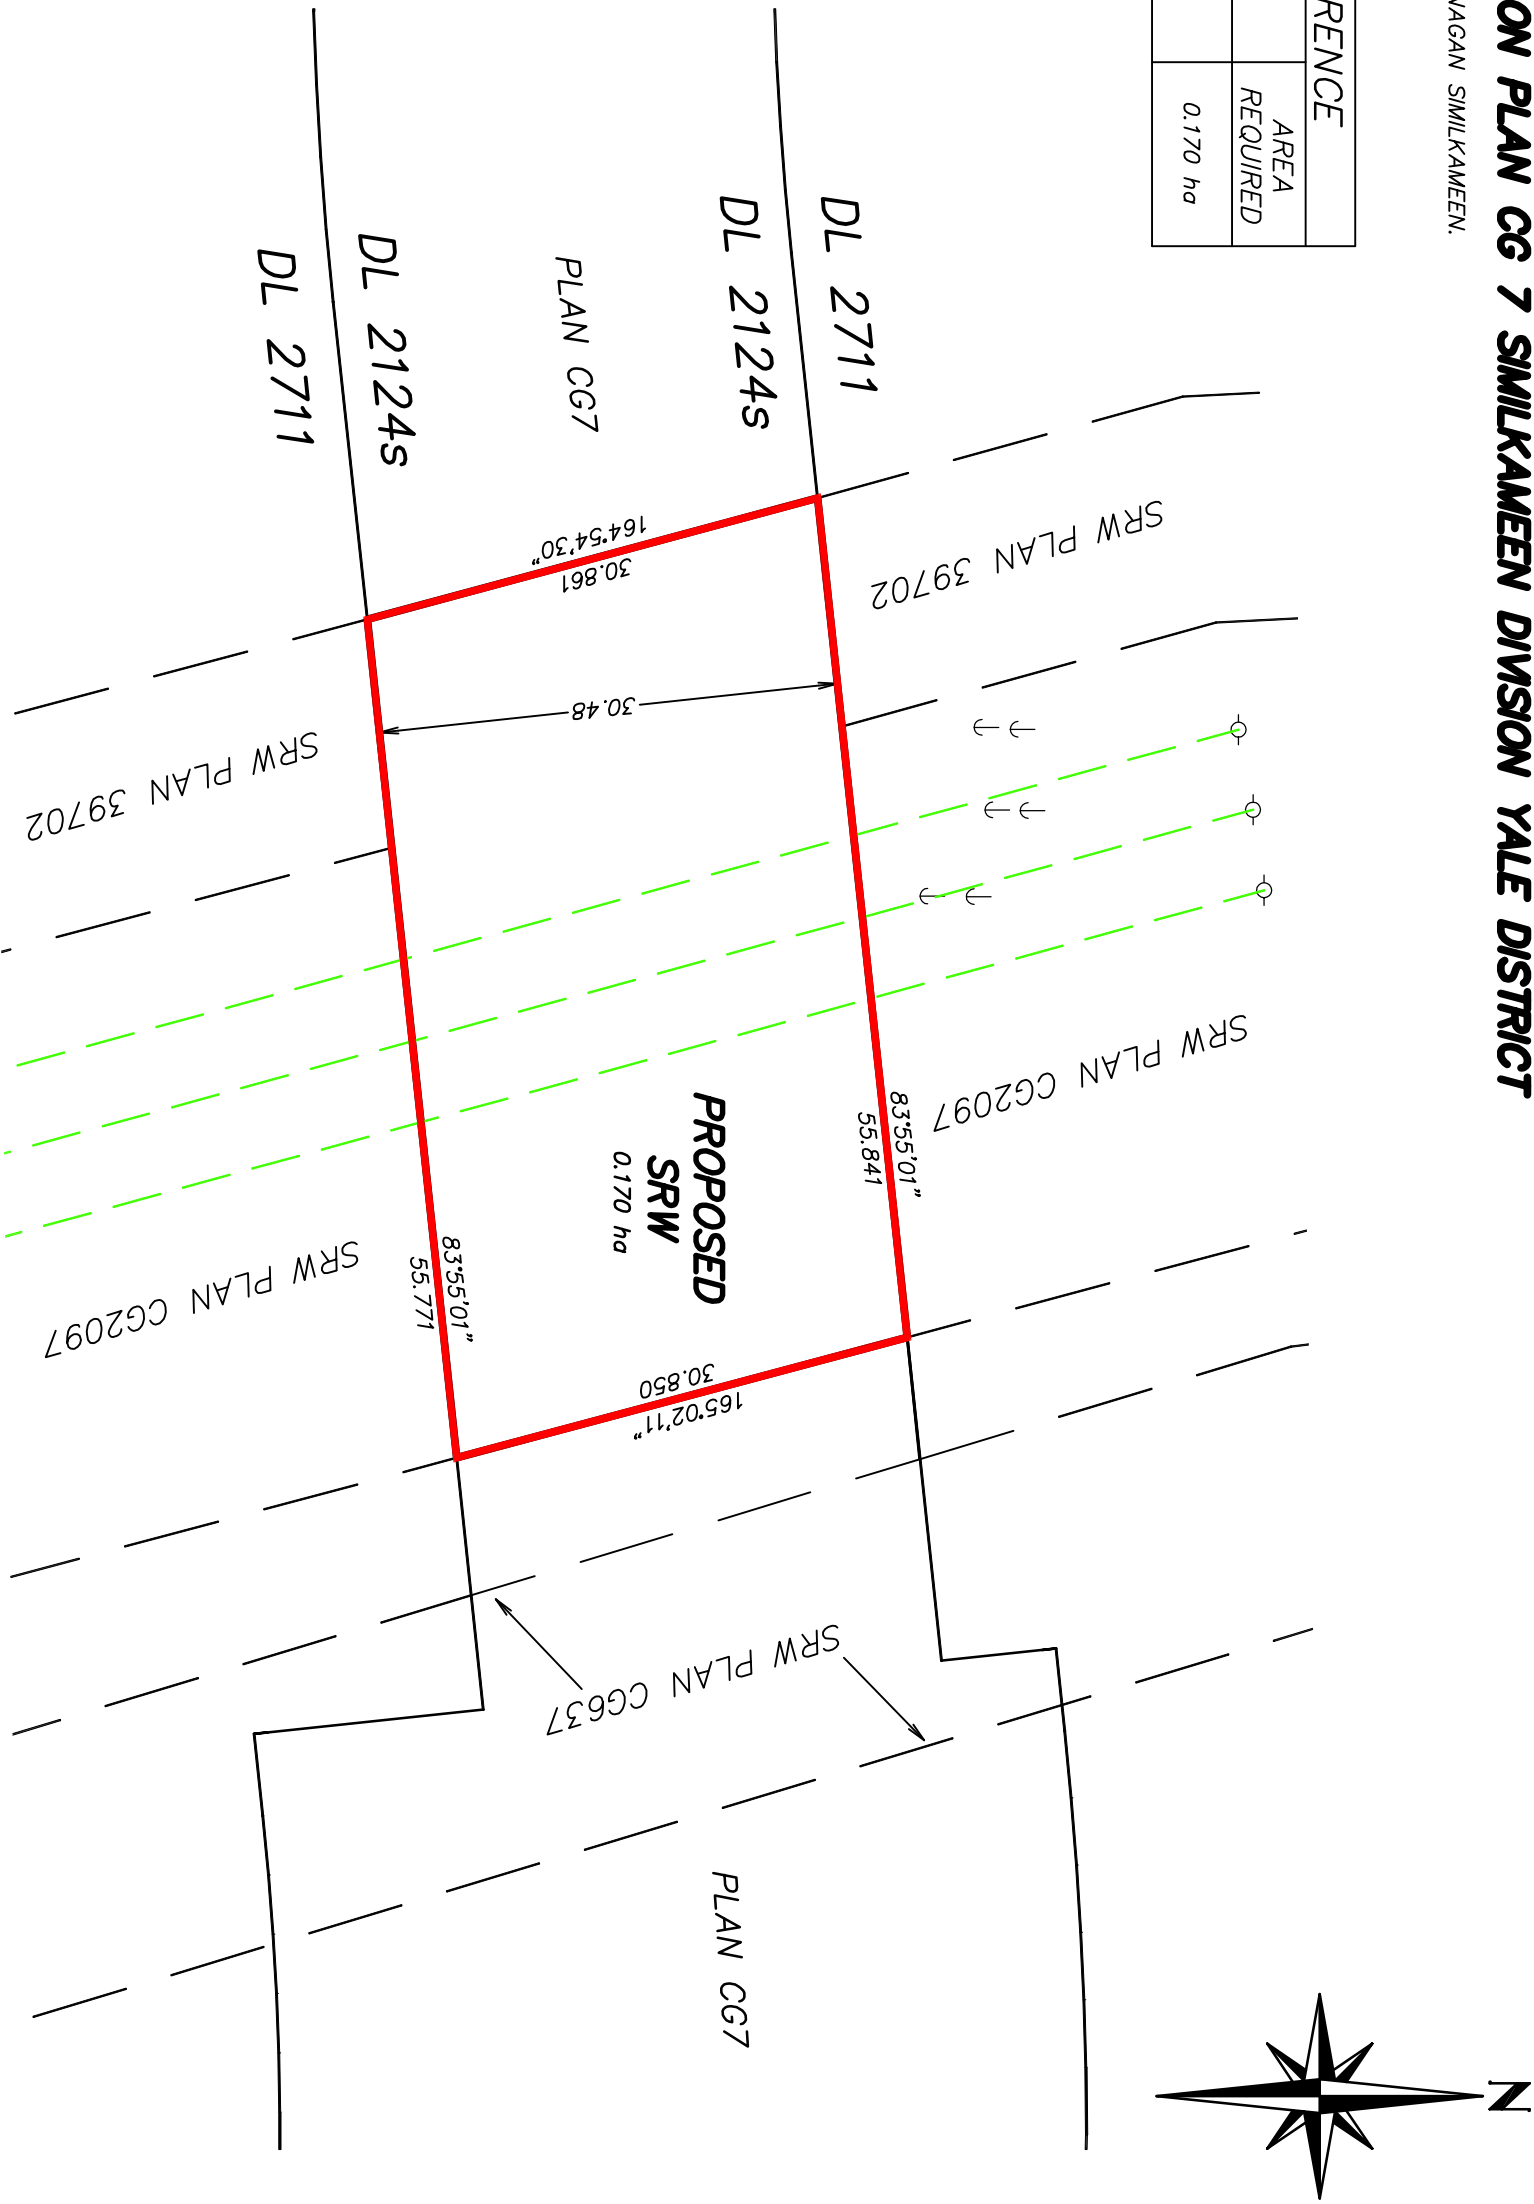 ON PLAN CG 7 SIMILKAMEEN DIVISION YALE DISTRICT
NAGAN SIMILKAMEEN.
RENCE
AREA
REQUIRED
0.170 ha
N
DL 2711
DL 2124s
PLAN CG7
DL 2124s
DL 2711
SRW PLAN 39702
164°54'30"
30.861
30.48
SRW PLAN 39702
SRW PLAN CG2097
83°55'01"
55.841
PROPOSED
SRW
0.170 ha
83°55'01"
55.771
SRW PLAN CG2097
30.850
165°02'11"
SRW PLAN CG637
PLAN CG7